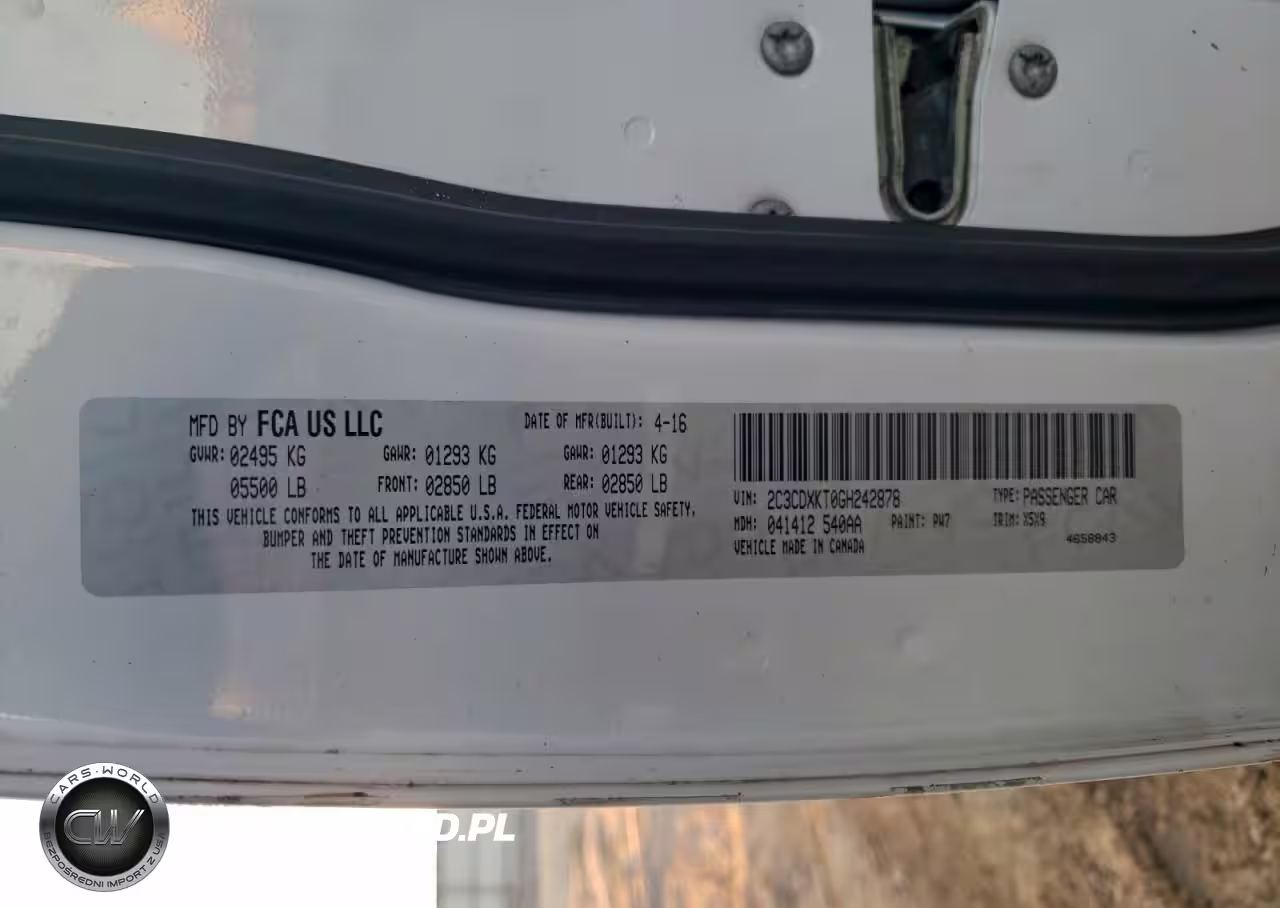 MFD BY FCA US LLC DATE OF MFR(BUILT): 4-16
GVWR: 02495 KG GAWR: 01293 KG GAWR: 01293 KG
05500 LB FRONT: 02850 LB REAR: 02850 LB
THIS VEHICLE CONFORMS TO ALL APPLICABLE U.S.A. FEDERAL MOTOR VEHICLE SAFETY,
BUMPER AND THEFT PREVENTION STANDARDS IN EFFECT ON
THE DATE OF MANUFACTURE SHOWN ABOVE.
VIN: 2C3CDXKT0GH242878 TYPE: PASSENGER CAR
MDH: 041412 540AA PAINT: PW7 TRIM: X5X9
VEHICLE MADE IN CANADA 4658843
CARS-WORLD
CW
BEZPOŚREDNI IMPORT Z USA
D.PL